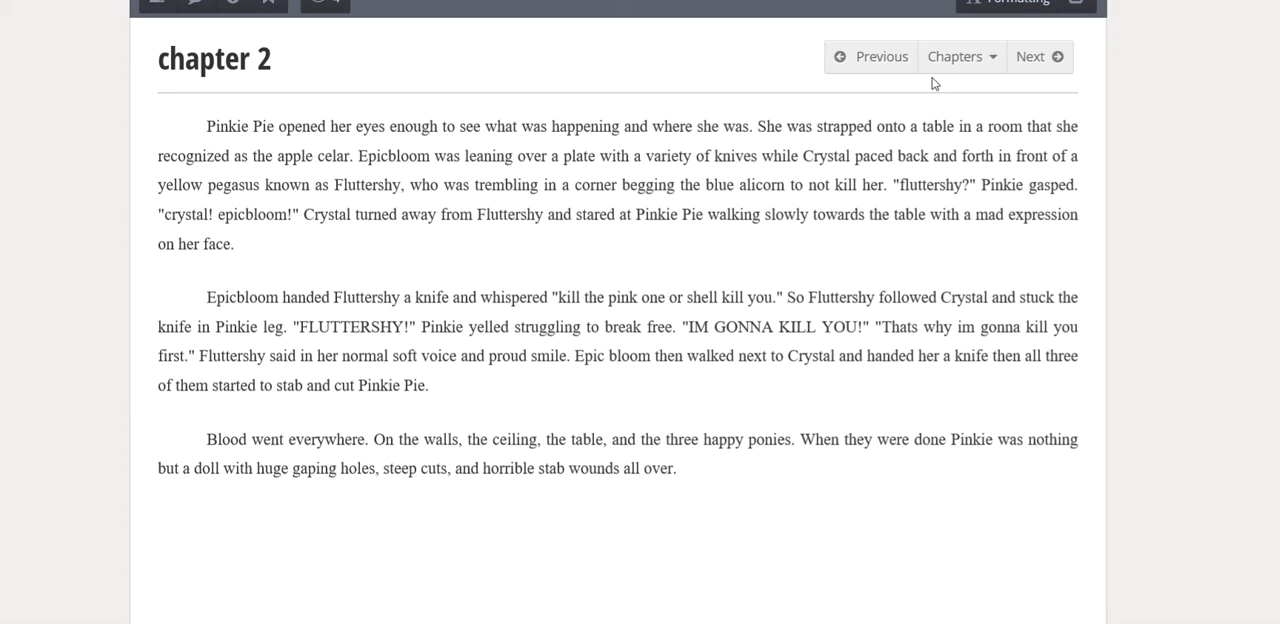 Formatting
chapter 2
Previous
Chapters
Next
Pinkie Pie opened her eyes enough to see what was happening and where she was. She was strapped onto a table in a room that she
recognized as the apple celar. Epicbloom was leaning over a plate with a variety of knives while Crystal paced back and forth in front of a
yellow pegasus known as Fluttershy, who was trembling in a corner begging the blue alicorn to not kill her. "fluttershy?" Pinkie gasped.
"crystal! epicbloom!" Crystal turned away from Fluttershy and stared at Pinkie Pie walking slowly towards the table with a mad expression
on her face.
Epicbloom handed Fluttershy a knife and whispered "kill the pink one or shell kill you." So Fluttershy followed Crystal and stuck the
knife in Pinkie leg. "FLUTTERSHY!" Pinkie yelled struggling to break free. "IM GONNA KILL YOU!" "Thats why im gonna kill you
first." Fluttershy said in her normal soft voice and proud smile. Epic bloom then walked next to Crystal and handed her a knife then all three
of them started to stab and cut Pinkie Pie.
Blood went everywhere. On the walls, the ceiling, the table, and the three happy ponies. When they were done Pinkie was nothing
but a doll with huge gaping holes, steep cuts, and horrible stab wounds all over.